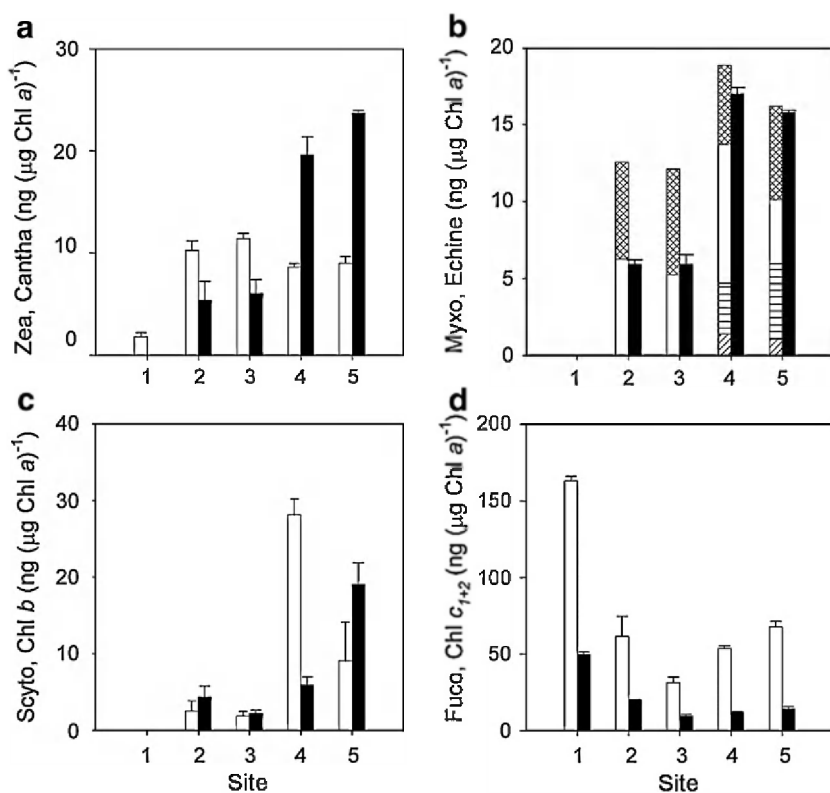 a
Zea, Cantha (ng (µg Chl a)⁻¹)
30
20
10
0
1 2 3 4 5
b
Myxo, Echine (ng (µg Chl a)⁻¹)
20
15
10
5
0
1 2 3 4 5
c
Scyto, Chl b (ng (µg Chl a)⁻¹)
40
30
20
10
0
1 2 3 4 5
Site
d
Fuco, Chl c₁₊₂ (ng (µg Chl a)⁻¹)
200
150
100
50
0
1 2 3 4 5
Site